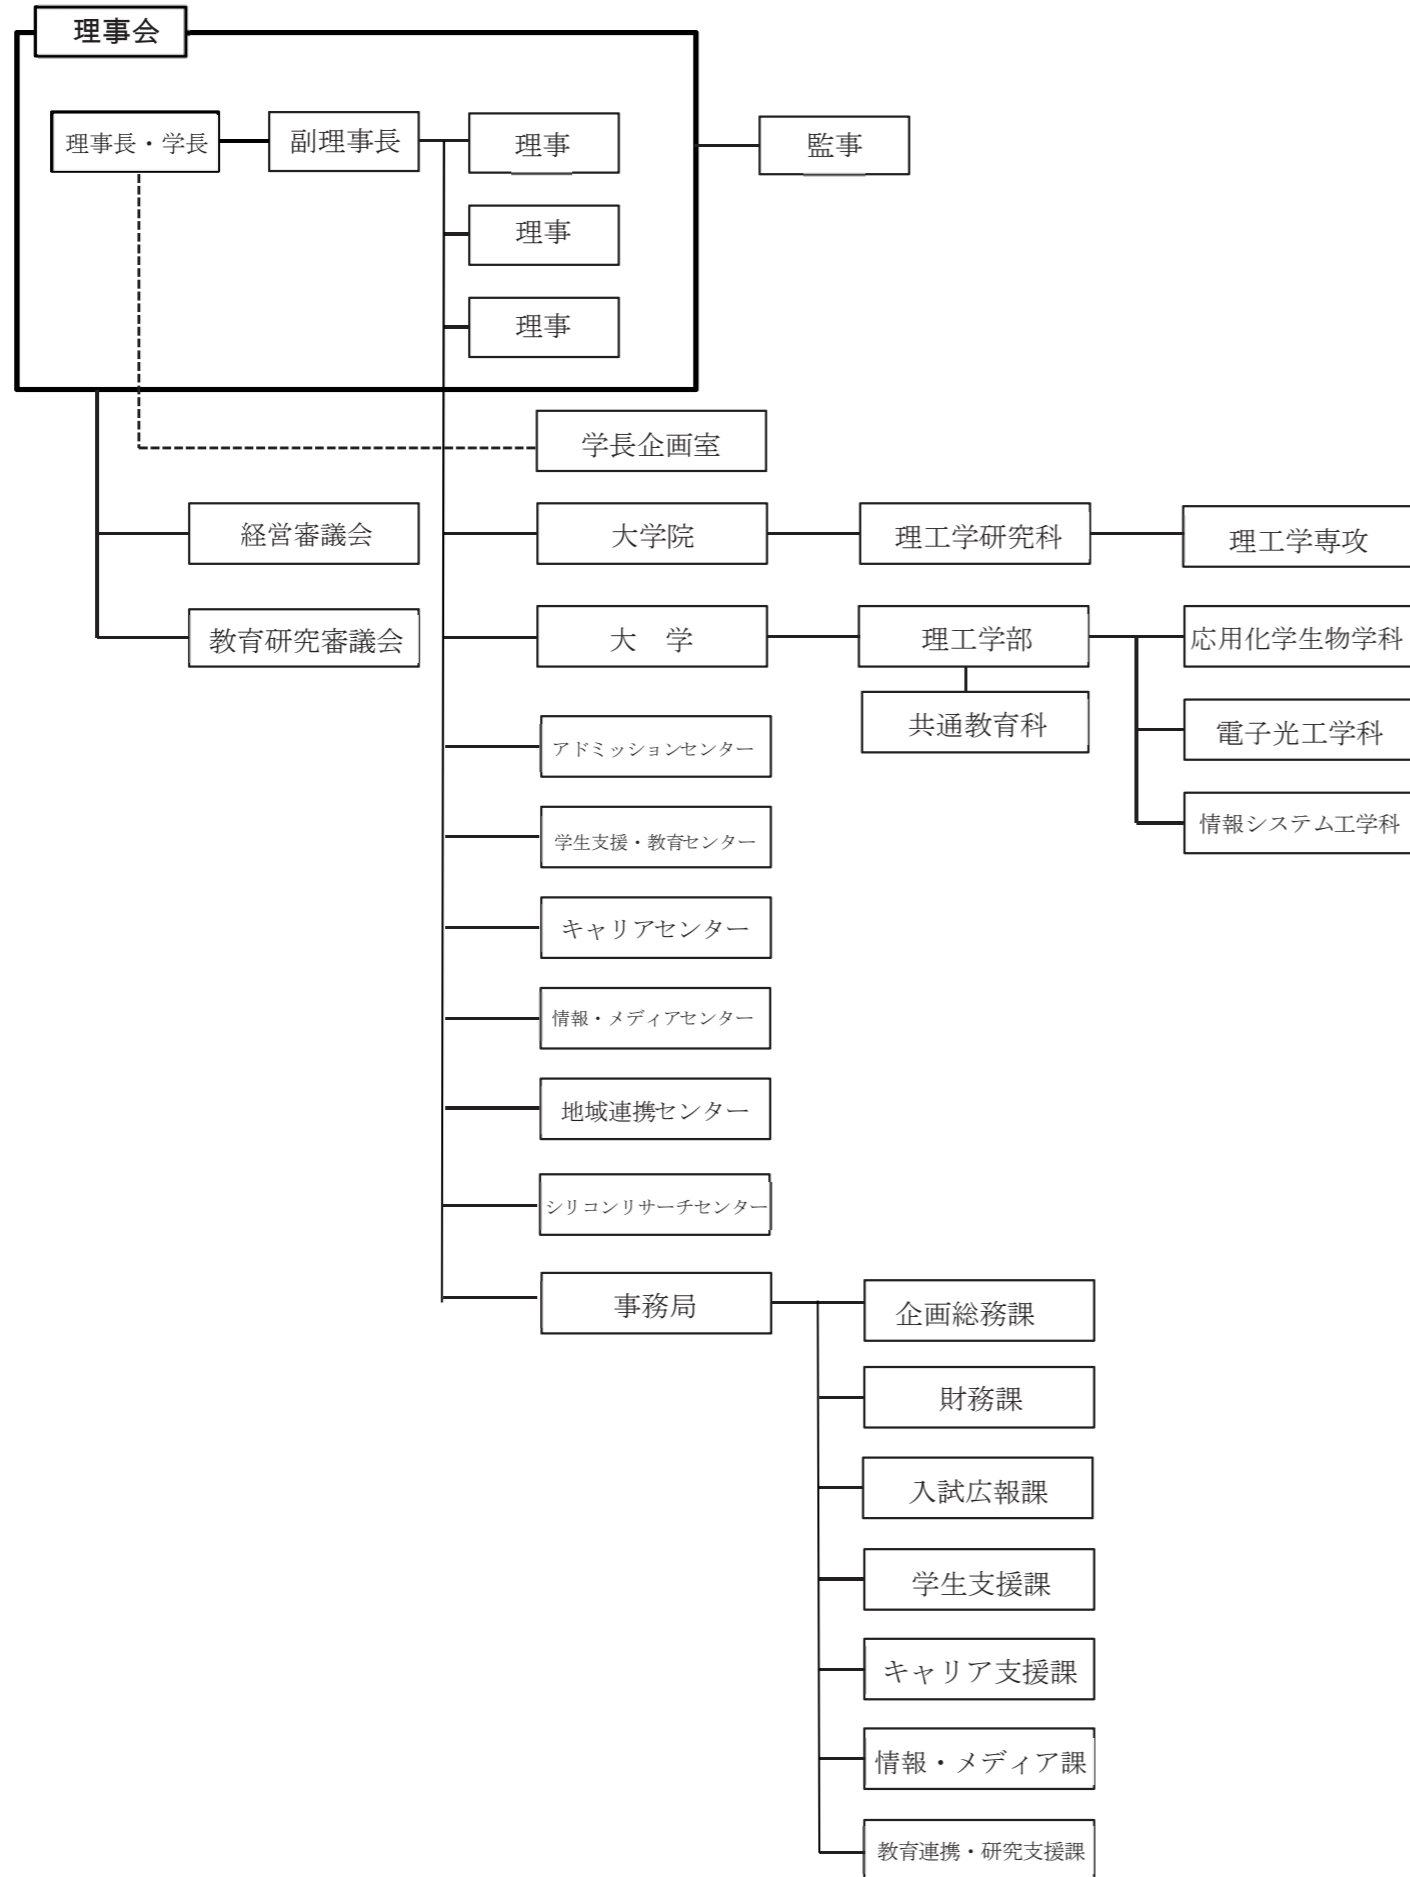 理事会
理事長・学長
副理事長
理事
監事
理事
理事
学長企画室
経営審議会
大学院
理工学研究科
理工学専攻
教育研究審議会
大　学
理工学部
応用化学生物学科
共通教育科
電子光工学科
アドミッションセンター
情報システム工学科
学生支援・教育センター
キャリアセンター
情報・メディアセンター
地域連携センター
シリコンリサーチセンター
事務局
企画総務課
財務課
入試広報課
学生支援課
キャリア支援課
情報・メディア課
教育連携・研究支援課